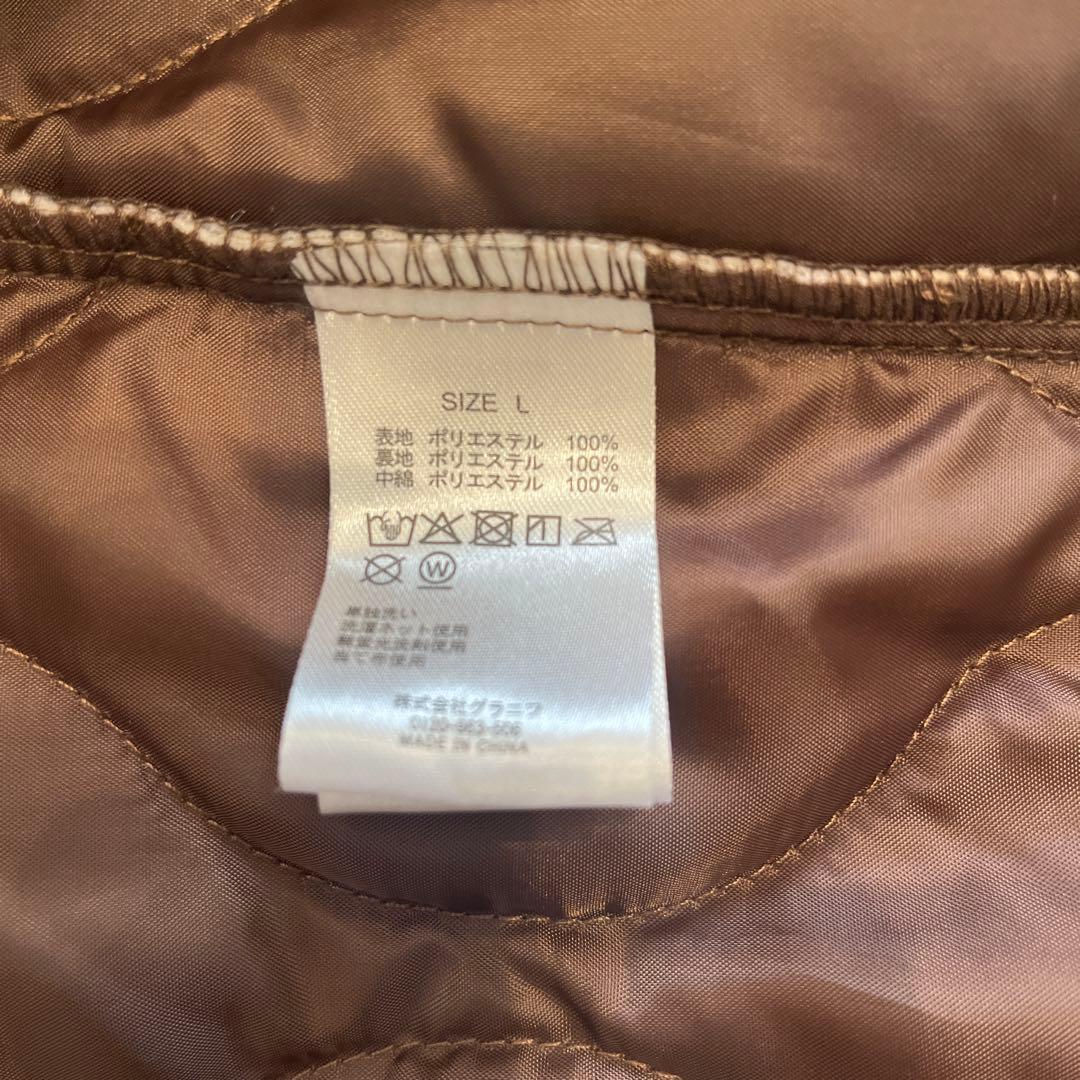 SIZE L
表地 ポリエステル 100%
裏地 ポリエステル 100%
中綿 ポリエステル 100%
W
単独洗い
洗濯ネット使用
無蛍光洗剤使用
当て布使用
株式会社グラニフ
MADE IN CHINA